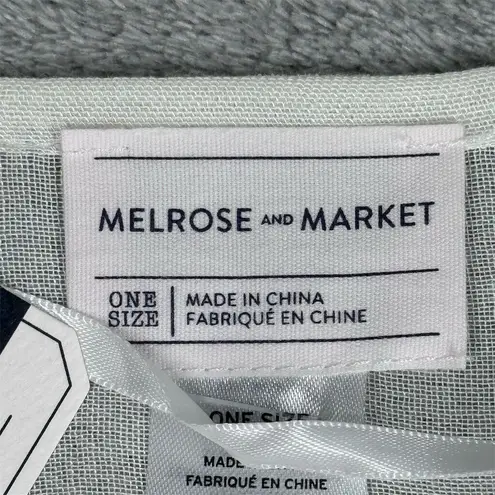 MELROSE AND MARKET
ONE SIZE
MADE IN CHINA
FABRIQUÉ EN CHINE
ONE SIZE
MADE
FABRIQUÉ EN CHINE